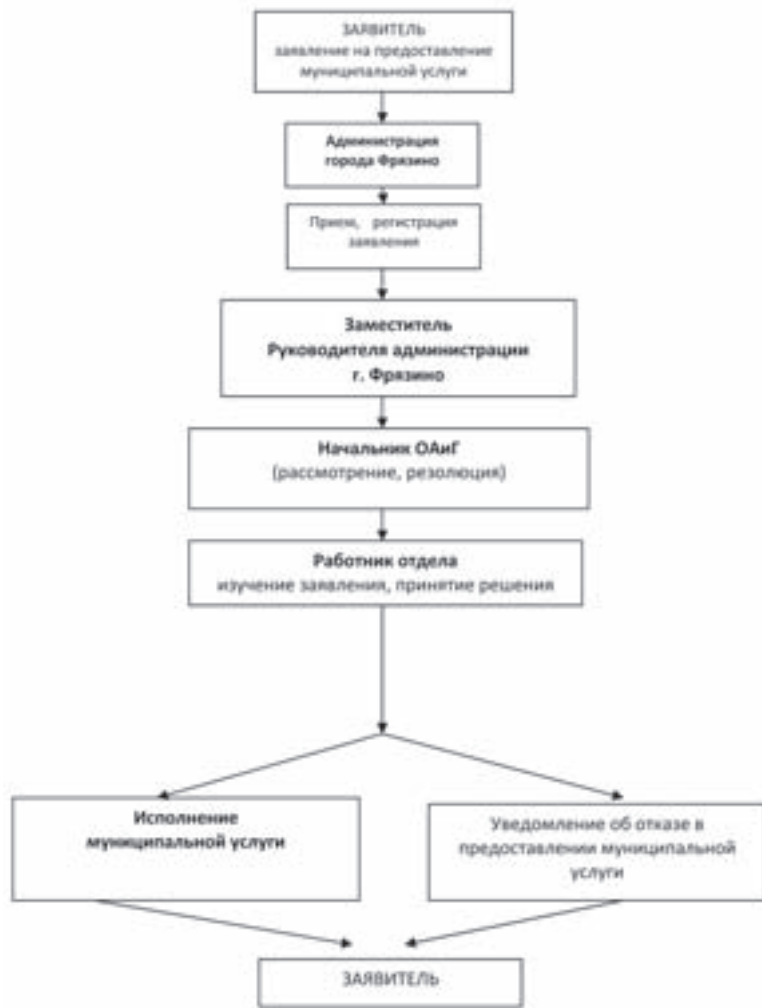 ЗАЯВИТЕЛЬ
заявление на предоставление
муниципальной услуги
Администрация
города Фрязино
Прием, регистрация
заявления
Заместитель
Руководителя администрации
г. Фрязино
Начальник ОАиГ
(рассмотрение, резолюция)
Работник отдела
изучение заявления, принятие решения
Исполнение
муниципальной услуги
Уведомление об отказе в
предоставлении муниципальной
услуги
ЗАЯВИТЕЛЬ